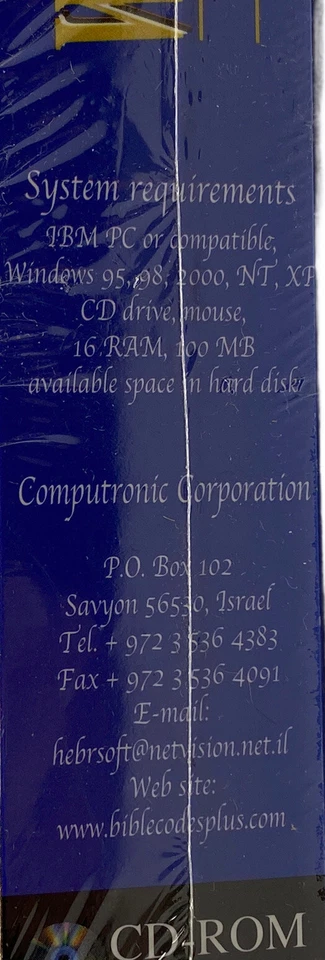 System requirements
IBM PC or compatible,
Windows 95, 98, 2000, NT, XP
CD drive, mouse,
16 RAM, 100 MB
available space in hard disk
Computronic Corporation
P.O. Box 102
Savyon 56530, Israel
Tel. + 972 3 536 4383
Fax + 972 3 536 4091
E-mail:
hebrsoft@netvision.net.il
Web site:
www.biblecodesplus.com
CD-ROM